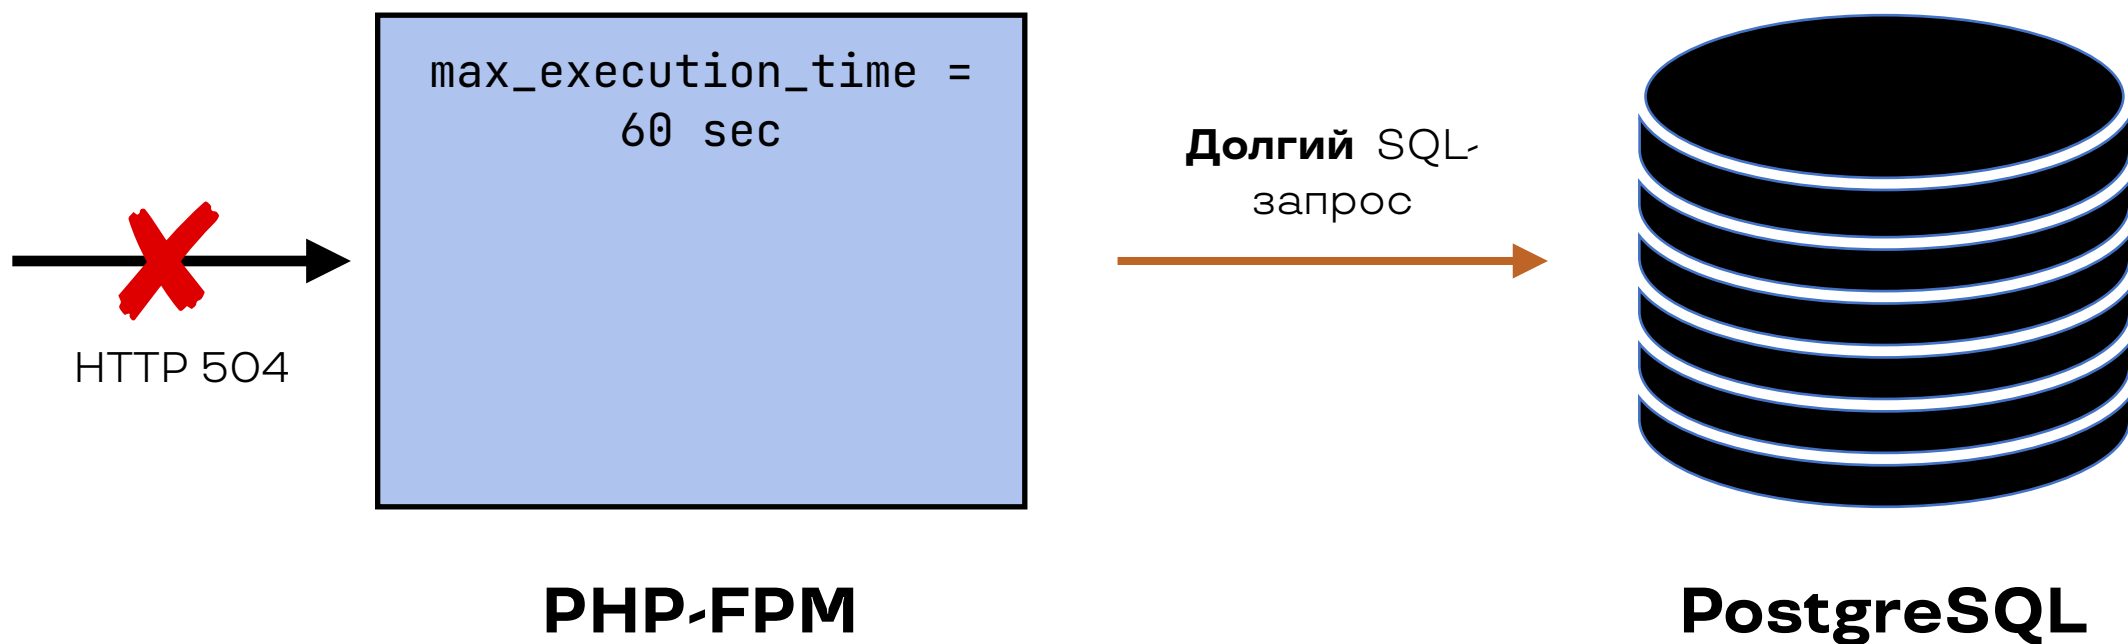 max_execution_time =
60 sec
Долгий SQL-
запрос
HTTP 504
PHP-FPM
PostgreSQL